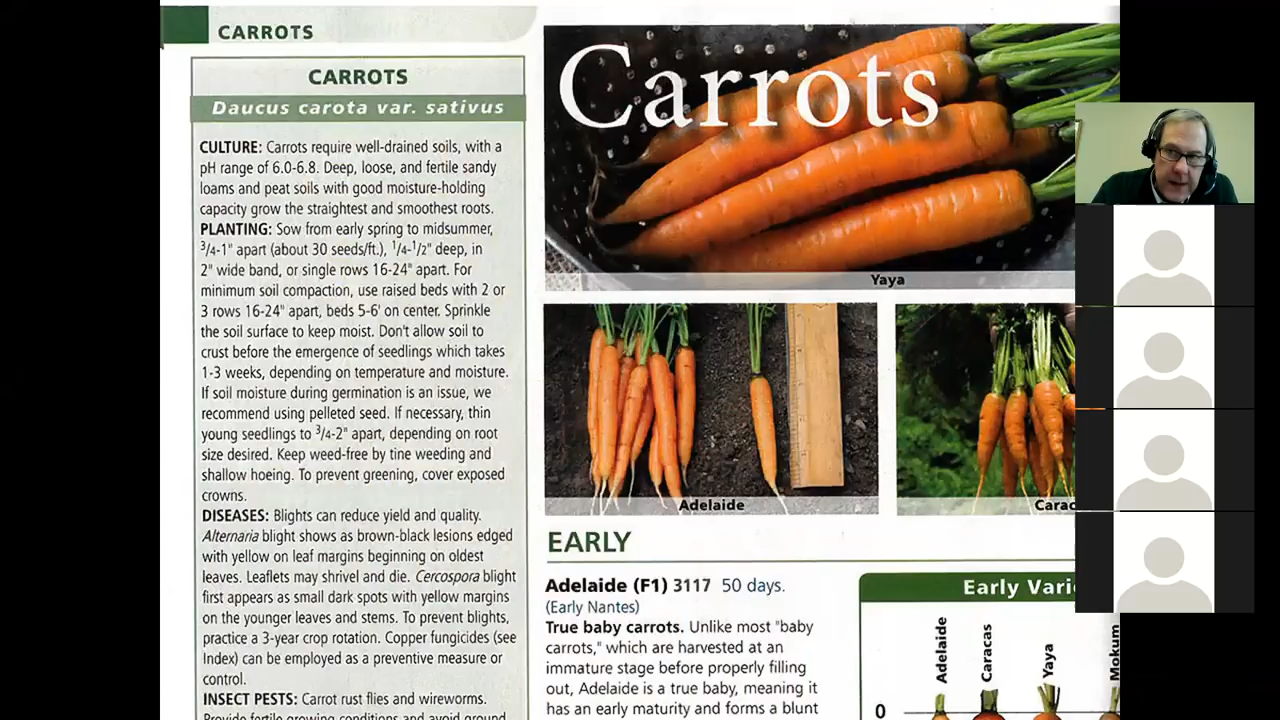 CARROTS
CARROTS
Daucus carota var. sativus
CULTURE: Carrots require well-drained soils, with a
pH range of 6.0-6.8. Deep, loose, and fertile sandy
loams and peat soils with good moisture-holding
capacity grow the straightest and smoothest roots.
PLANTING: Sow from early spring to midsummer,
3/4-1" apart (about 30 seeds/ft.), 1/4-1/2" deep, in
2" wide band, or single rows 16-24" apart. For
minimum soil compaction, use raised beds with 2 or
3 rows 16-24" apart, beds 5-6' on center. Sprinkle
the soil surface to keep moist. Don't allow soil to
crust before the emergence of seedlings which takes
1-3 weeks, depending on temperature and moisture.
If soil moisture during germination is an issue, we
recommend using pelleted seed. If necessary, thin
young seedlings to 3/4-2" apart, depending on root
size desired. Keep weed-free by tine weeding and
shallow hoeing. To prevent greening, cover exposed
crowns.
DISEASES: Blights can reduce yield and quality.
Alternaria blight shows as brown-black lesions edged
with yellow on leaf margins beginning on oldest
leaves. Leaflets may shrivel and die. Cercospora blight
first appears as small dark spots with yellow margins
on the younger leaves and stems. To prevent blights,
practice a 3-year crop rotation. Copper fungicides (see
Index) can be employed as a preventive measure or
control.
INSECT PESTS: Carrot rust flies and wireworms.
Provide fertile growing conditions and avoid ground
Carrots
Yaya
Adelaide
Carac
EARLY
Adelaide (F1) 3117 50 days.
(Early Nantes)
True baby carrots. Unlike most "baby
carrots," which are harvested at an
immature stage before properly filling
out, Adelaide is a true baby, meaning it
has an early maturity and forms a blunt
Early Vari
Adelaide
Caracas
Yaya
Mokum
0